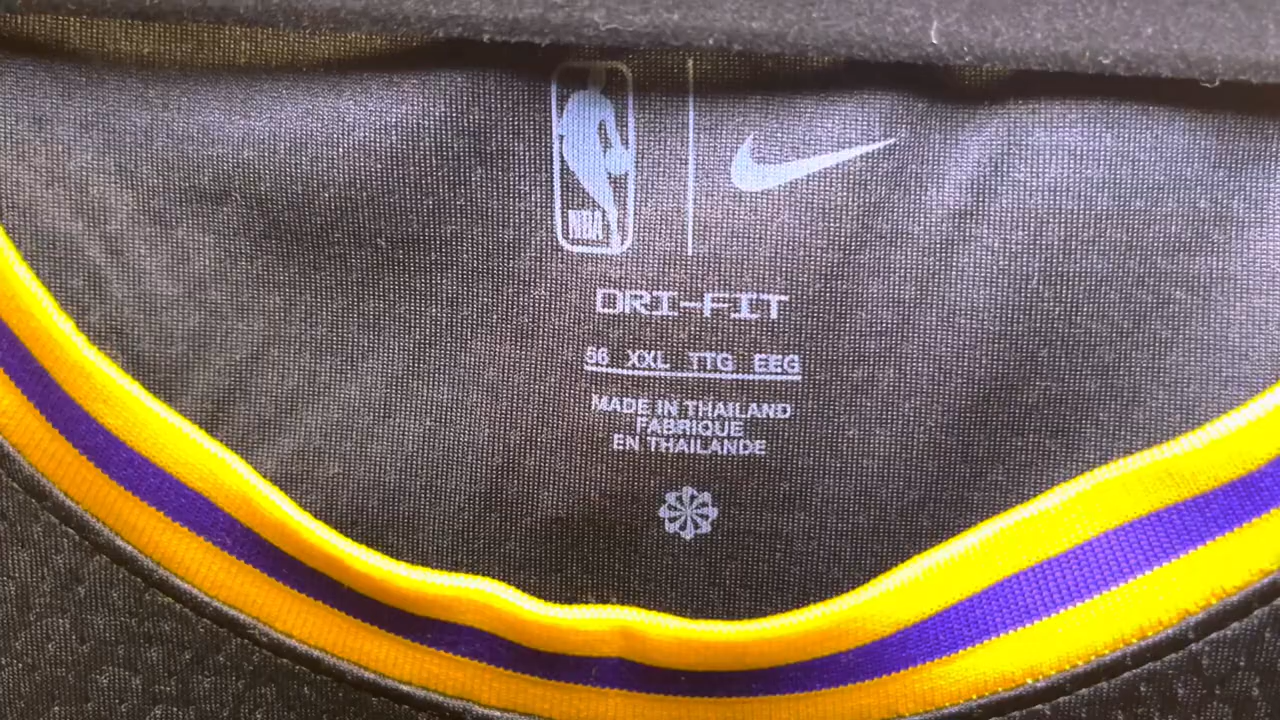 NBA
DRI-FIT
56 XXL TTG EEG
MADE IN THAILAND
FABRIQUE
EN THAILANDE